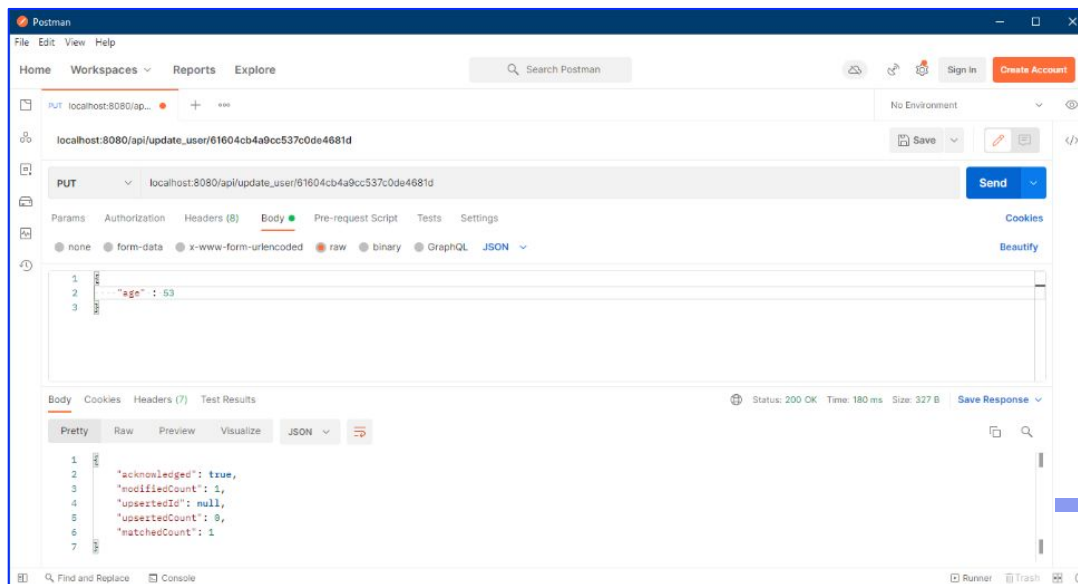 Postman
File Edit View Help
Home Workspaces Reports Explore Search Postman Sign In Create Account
PUT localhost:8080/ap... + ooo No Environment
localhost:8080/api/update_user/61604cb4a9cc537c0de4681d Save
PUT localhost:8080/api/update_user/61604cb4a9cc537c0de4681d Send
Params Authorization Headers (8) Body Pre-request Script Tests Settings Cookies
none form-data x-www-form-urlencoded raw binary GraphQL JSON Beautify
1 {
2 "age" : 53
3 }
Body Cookies Headers (7) Test Results Status: 200 OK Time: 180 ms Size: 327 B Save Response
Pretty Raw Preview Visualize JSON
1 {
2 "acknowledged": true,
3 "modifiedCount": 1,
4 "upsertedId": null,
5 "upsertedCount": 0,
6 "matchedCount": 1
7 }
Find and Replace Console Runner Trash